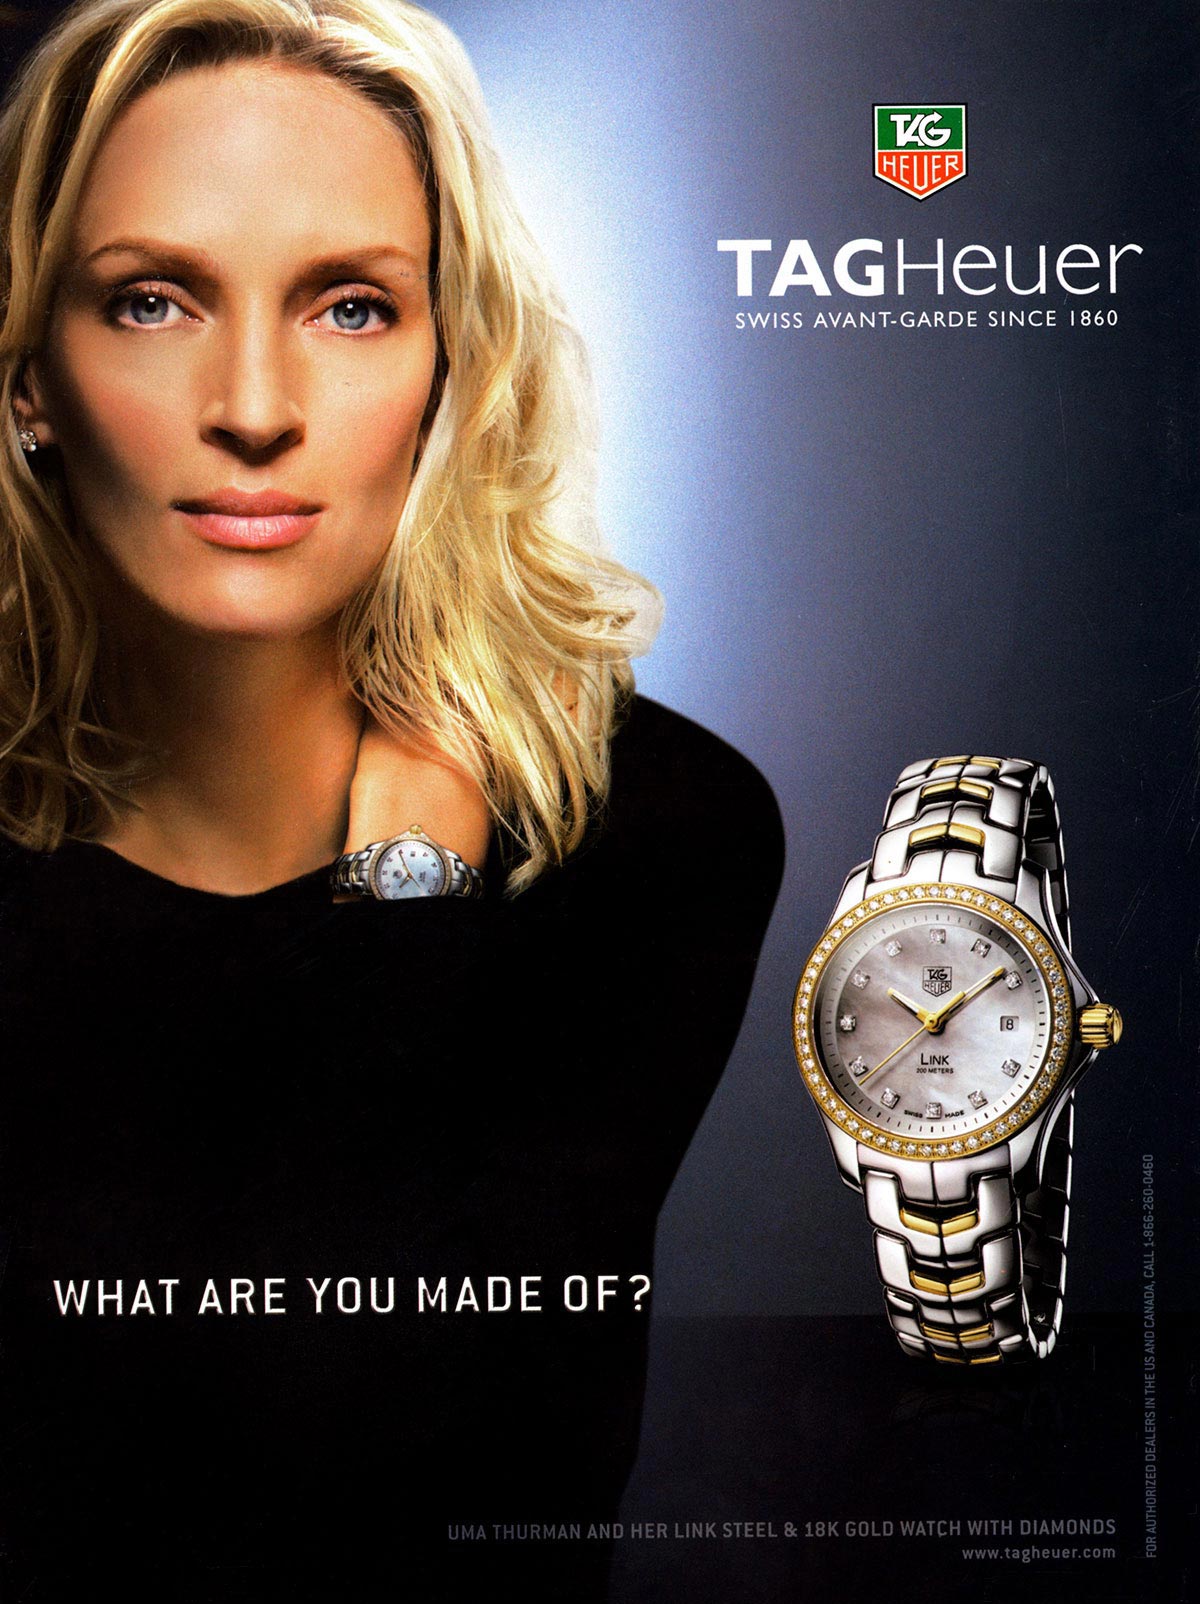 TAG
HEUER
TAGHeuer
SWISS AVANT-GARDE SINCE 1860
TAG
HEUER
8
LINK
200 METERS
SWISS MADE
WHAT ARE YOU MADE OF?
UMA THURMAN AND HER LINK STEEL & 18K GOLD WATCH WITH DIAMONDS
www.tagheuer.com
FOR AUTHORIZED DEALERS IN THE US AND CANADA, CALL 1-866-260-0460